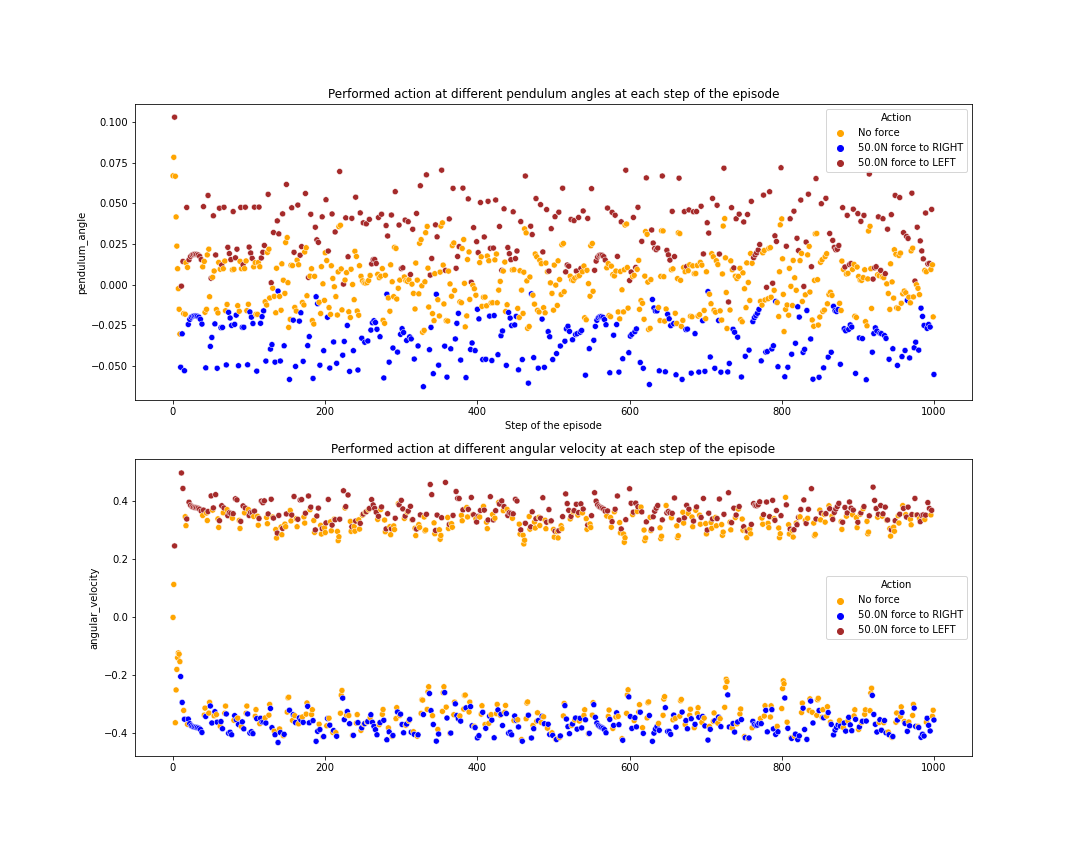 Performed action at different pendulum angles at each step of the episode
pendulum_angle
0.100
0.075
0.050
0.025
0.000
−0.025
−0.050
Action
No force
50.0N force to RIGHT
50.0N force to LEFT
0
200
400
600
800
1000
Step of the episode
Performed action at different angular velocity at each step of the episode
angular_velocity
0.4
0.2
0.0
−0.2
−0.4
Action
No force
50.0N force to RIGHT
50.0N force to LEFT
0
200
400
600
800
1000